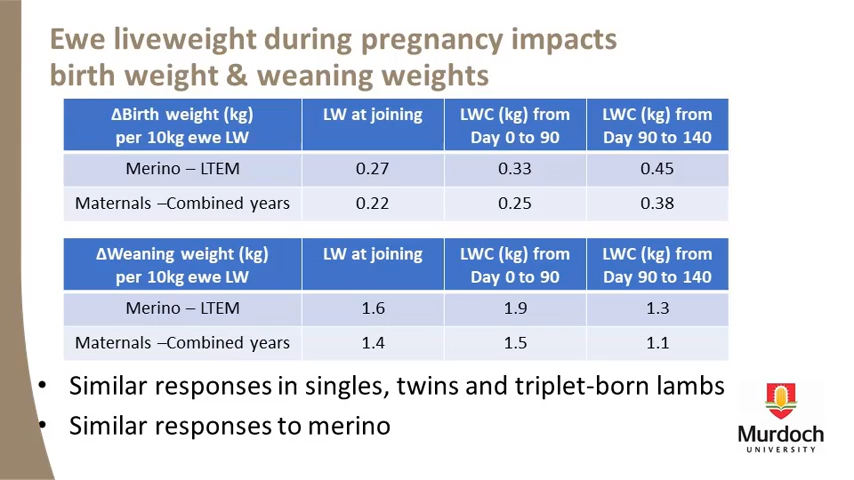 Ewe liveweight during pregnancy impacts
birth weight & weaning weights
ΔBirth weight (kg) per 10kg ewe LW | LW at joining | LWC (kg) from Day 0 to 90 | LWC (kg) from Day 90 to 140
Merino – LTEM | 0.27 | 0.33 | 0.45
Maternals –Combined years | 0.22 | 0.25 | 0.38
ΔWeaning weight (kg) per 10kg ewe LW | LW at joining | LWC (kg) from Day 0 to 90 | LWC (kg) from Day 90 to 140
Merino – LTEM | 1.6 | 1.9 | 1.3
Maternals –Combined years | 1.4 | 1.5 | 1.1
• Similar responses in singles, twins and triplet-born lambs
• Similar responses to merino
Murdoch
UNIVERSITY